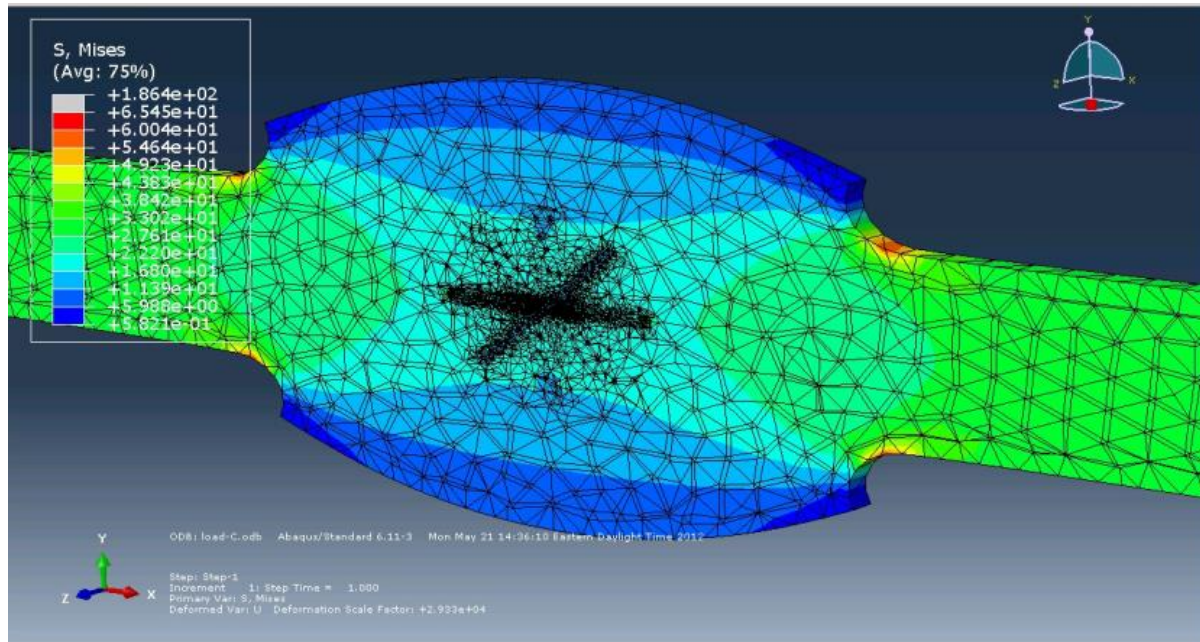 S, Mises
(Avg: 75%)
+1.864e+02
+6.545e+01
+6.004e+01
+5.464e+01
+4.923e+01
+4.383e+01
+3.842e+01
+3.302e+01
+2.761e+01
+2.220e+01
+1.680e+01
+1.139e+01
+5.988e+00
+5.821e-01
Y
Z
X
ODB: load-C.odb Abaqus/Standard 6.11-3 Mon May 21 14:36:10 Eastern Daylight Time 2012
Y
Z
X
Step: Step-1
Increment 1: Step Time = 1.000
Primary Var: S, Mises
Deformed Var: U Deformation Scale Factor: +2.933e+04